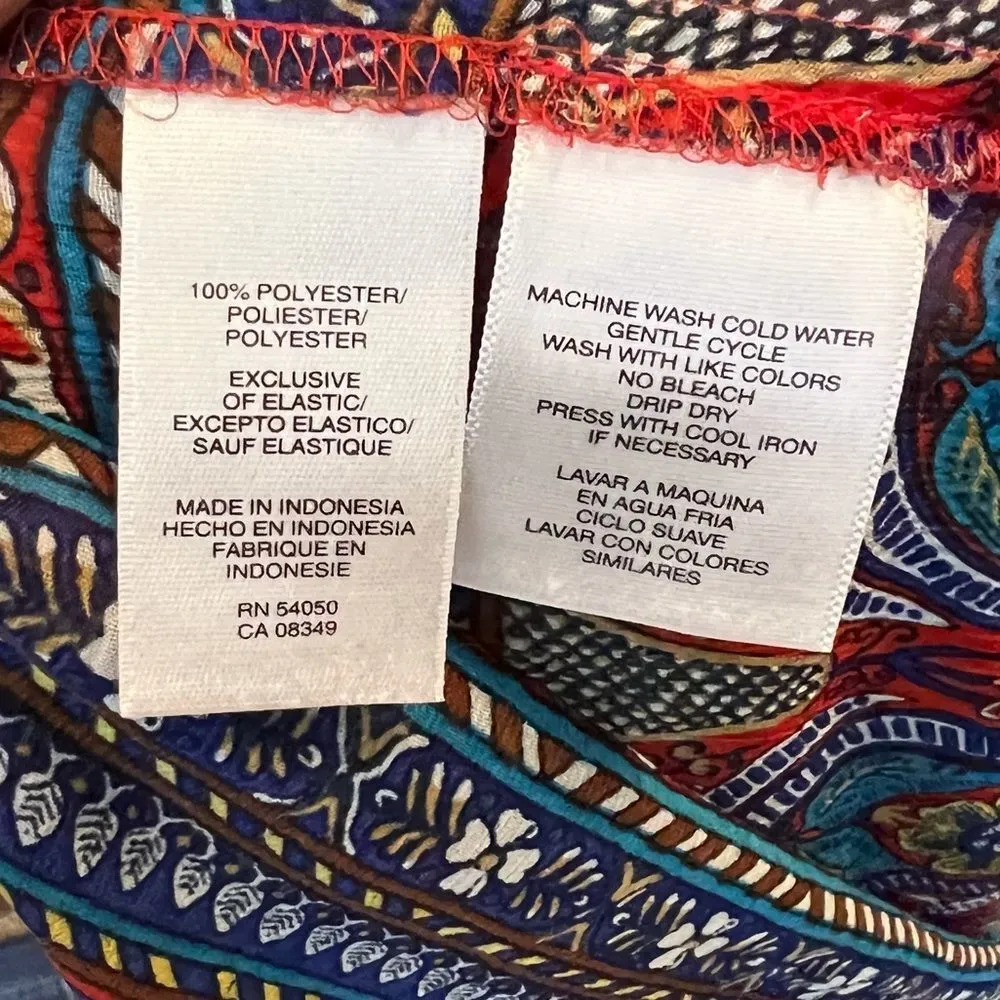 100% POLYESTER/
POLIESTER/
POLYESTER
EXCLUSIVE
OF ELASTIC/
EXCEPTO ELASTICO/
SAUF ELASTIQUE
MADE IN INDONESIA
HECHO EN INDONESIA
FABRIQUE EN
INDONESIE
RN 54050
CA 08349
MACHINE WASH COLD WATER
GENTLE CYCLE
WASH WITH LIKE COLORS
NO BLEACH
DRIP DRY
PRESS WITH COOL IRON
IF NECESSARY
LAVAR A MAQUINA
EN AGUA FRIA
CICLO SUAVE
LAVAR CON COLORES
SIMILARES